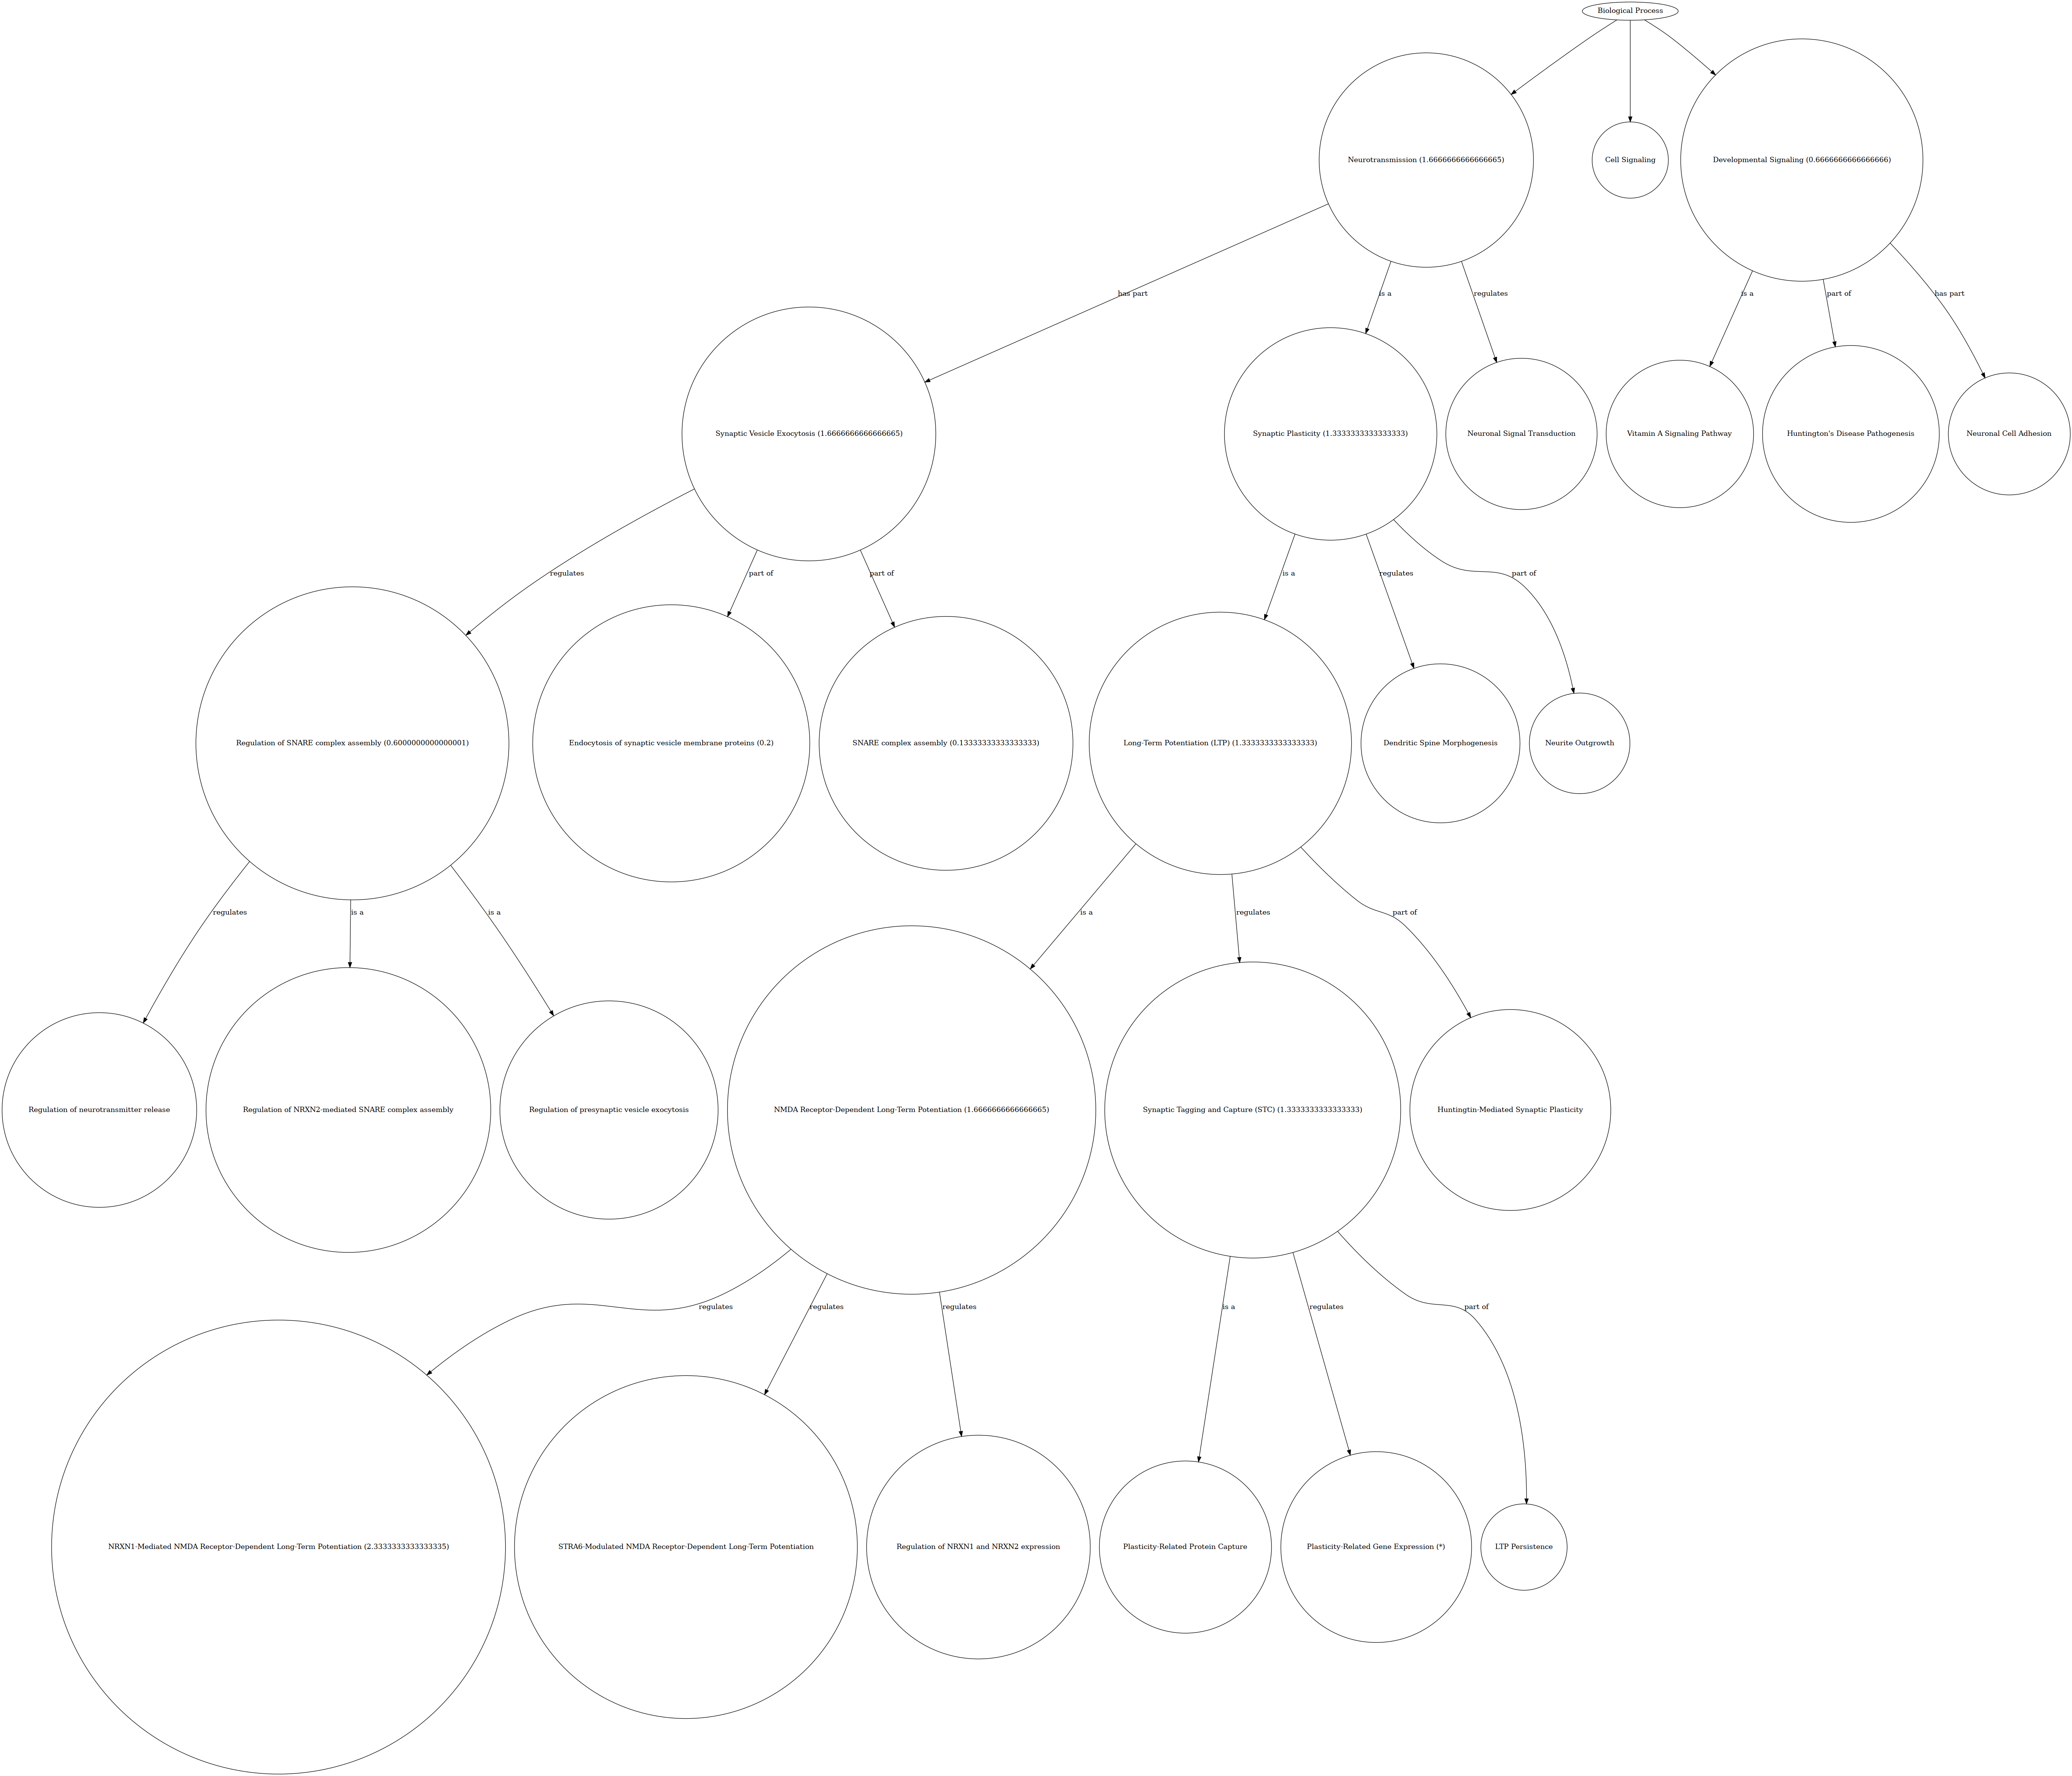 Biological Process
Neurotransmission (1.6666666666666665)
Cell Signaling
Developmental Signaling (0.6666666666666666)
has part
is a
regulates
is a
part of
has part
Synaptic Vesicle Exocytosis (1.6666666666666665)
Synaptic Plasticity (1.3333333333333333)
Neuronal Signal Transduction
Vitamin A Signaling Pathway
Huntington's Disease Pathogenesis
Neuronal Cell Adhesion
regulates
part of
part of
is a
regulates
part of
Regulation of SNARE complex assembly (0.6000000000000001)
Endocytosis of synaptic vesicle membrane proteins (0.2)
SNARE complex assembly (0.13333333333333333)
Long-Term Potentiation (LTP) (1.3333333333333333)
Dendritic Spine Morphogenesis
Neurite Outgrowth
regulates
is a
is a
is a
regulates
part of
Regulation of neurotransmitter release
Regulation of NRXN2-mediated SNARE complex assembly
Regulation of presynaptic vesicle exocytosis
NMDA Receptor-Dependent Long-Term Potentiation (1.6666666666666665)
Synaptic Tagging and Capture (STC) (1.3333333333333333)
Huntingtin-Mediated Synaptic Plasticity
regulates
regulates
regulates
is a
regulates
part of
NRXN1-Mediated NMDA Receptor-Dependent Long-Term Potentiation (2.3333333333333335)
STRA6-Modulated NMDA Receptor-Dependent Long-Term Potentiation
Regulation of NRXN1 and NRXN2 expression
Plasticity-Related Protein Capture
Plasticity-Related Gene Expression (*)
LTP Persistence